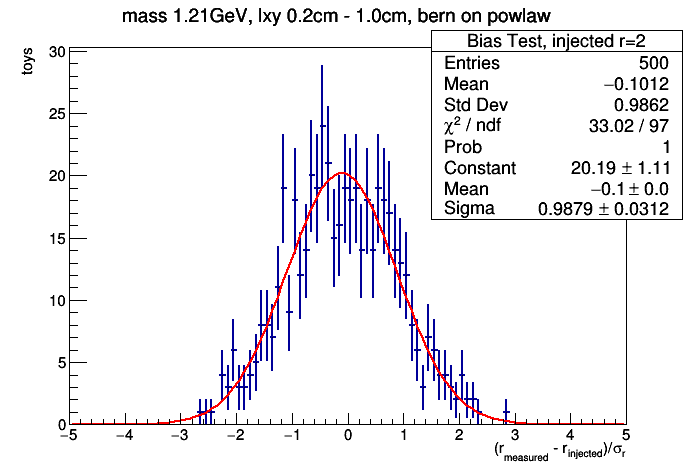 mass 1.21GeV, lxy 0.2cm - 1.0cm, bern on powlaw
Bias Test, injected r=2
Entries 500
Mean −0.1012
Std Dev 0.9862
χ² / ndf 33.02 / 97
Prob 1
Constant 20.19 ± 1.11
Mean −0.1 ± 0.0
Sigma 0.9879 ± 0.0312
toys
30
25
20
15
10
5
0
−5 −4 −3 −2 −1 0 1 2 3 4 5
(r_measured - r_injected)/σ_r